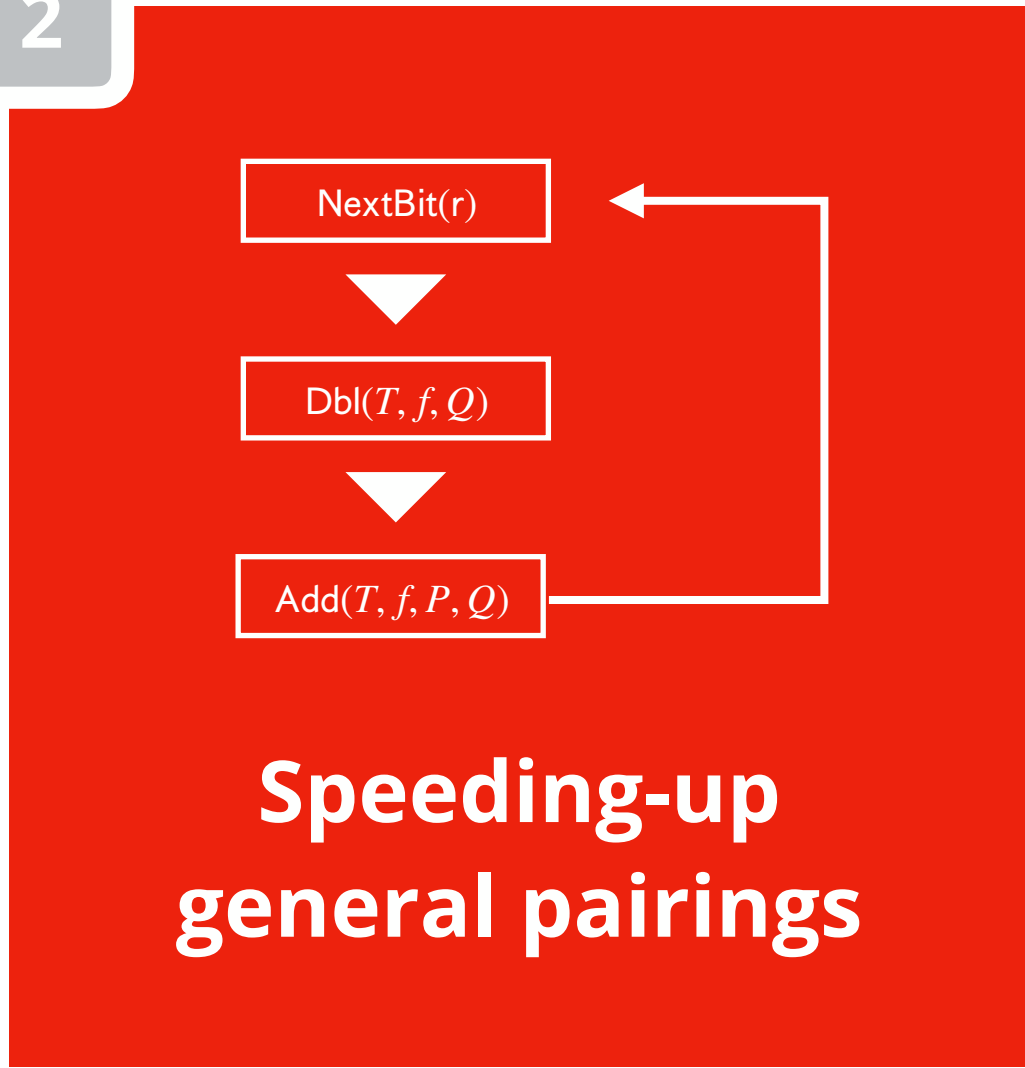 2
NextBit(r)
Dbl(T, f, Q)
Add(T, f, P, Q)
Speeding-up
general pairings